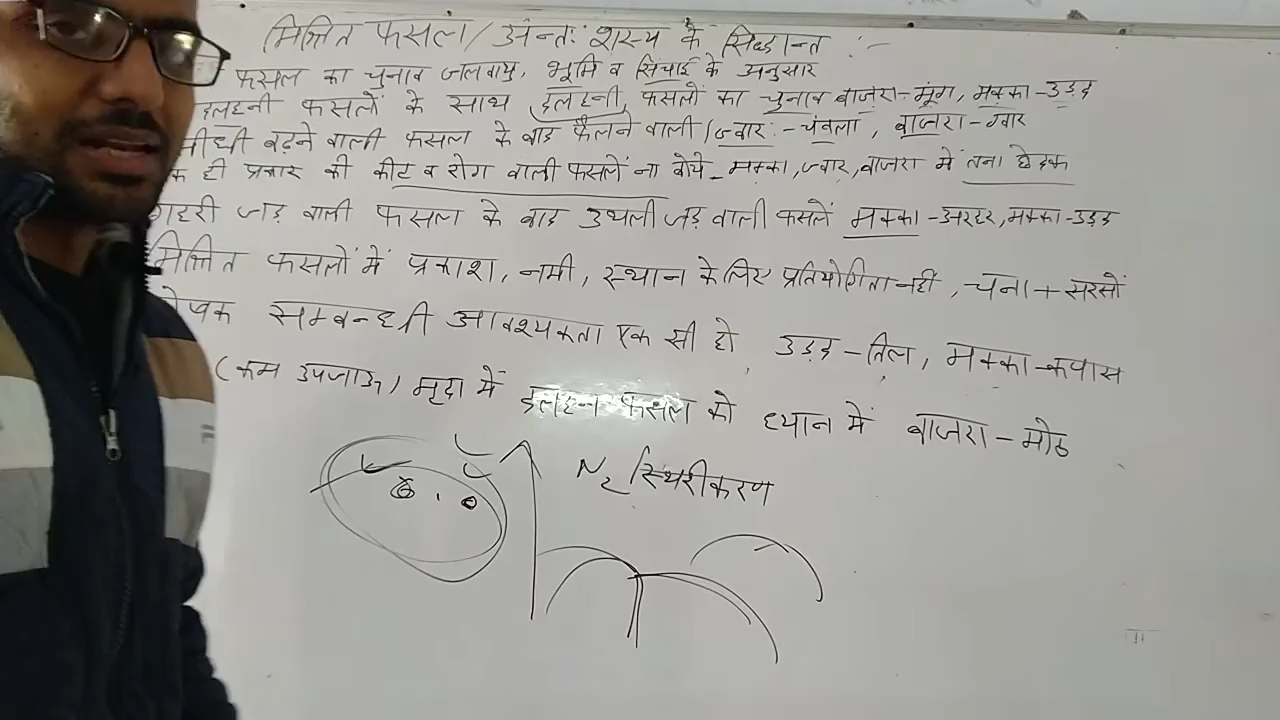 मिश्रित फसल / अन्तः शस्य के सिद्धान्त :-
फसल का चुनाव जलवायु, भूमि व सिंचाई के अनुसार
दलहनी फसलों के साथ दलहनी, फसलों का चुनाव बाजरा-मूंग, मक्का-उड़द
सीधी बढ़ने वाली फसल के बाद फैलने वाली / ज्वार :- चंवला, बाजरा-ग्वार
क ही प्रकार की कीट व रोग वाली फसलों ना बोये - मक्का, ज्वार, बाजरा में तना छेदक
गहरी जड़ वाली फसल के बाद उथली जड़ वाली फसलें मक्का -अरहर, मक्का-उड़द
मिश्रित फसलों में प्रकाश, नमी, स्थान के लिए प्रतियोगिता नहीं, चना + सरसों
पोषक सम्बन्धी आवश्यकता एक सी हो, उड़द-तिल, मक्का-कपास
(कम उपजाऊ) मृदा में दलहन फसल को ध्यान में बाजरा - मोठ
N2 स्थिरीकरण